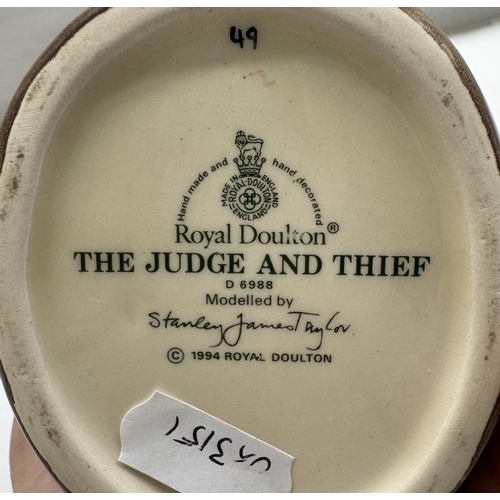 49
Hand made and hand decorated
MADE IN ENGLAND
ROYAL·DOULTON
ENGLAND
Royal Doulton®
THE JUDGE AND THIEF
D 6988
Modelled by
Stanley James Taylor.
© 1994 ROYAL DOULTON